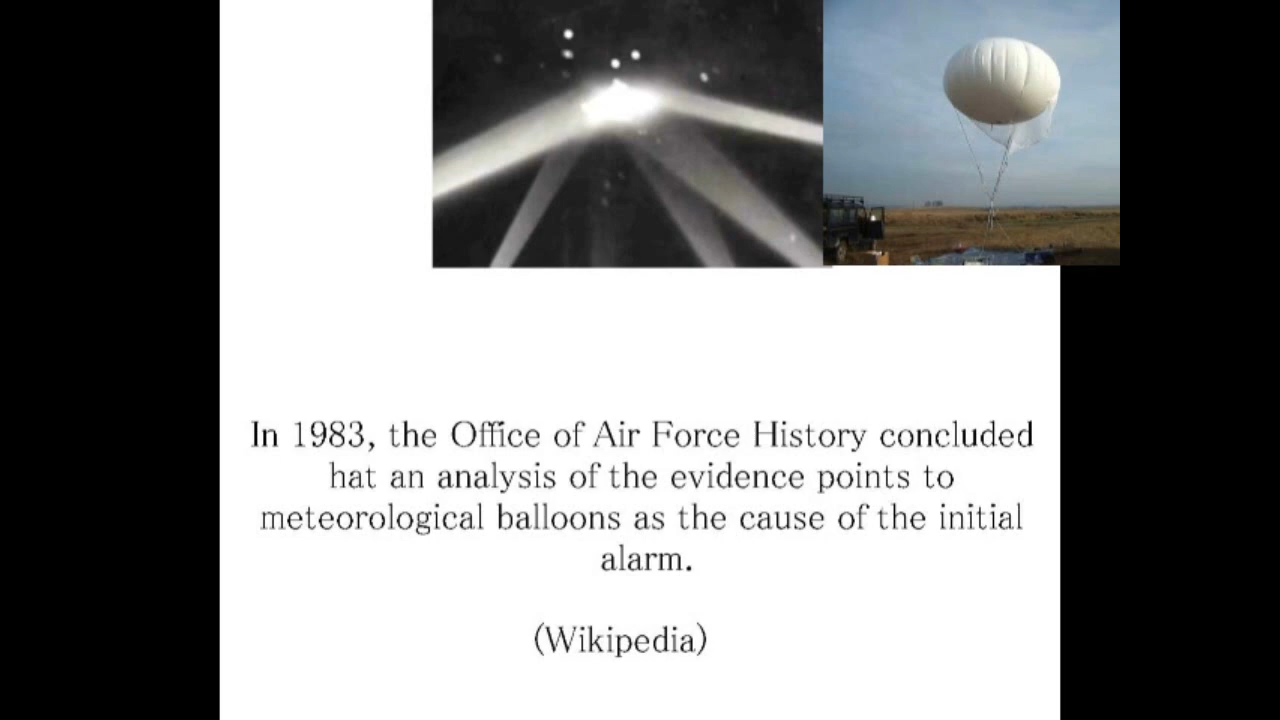 In 1983, the Office of Air Force History concluded
hat an analysis of the evidence points to
meteorological balloons as the cause of the initial
alarm.
(Wikipedia)